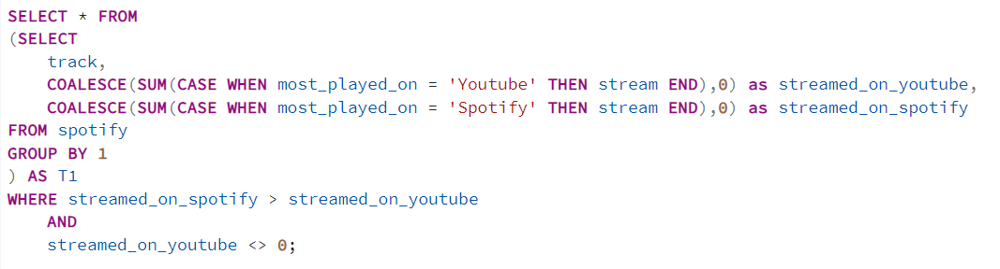 SELECT * FROM
(SELECT
    track,
    COALESCE(SUM(CASE WHEN most_played_on = 'Youtube' THEN stream END),0) as streamed_on_youtube,
    COALESCE(SUM(CASE WHEN most_played_on = 'Spotify' THEN stream END),0) as streamed_on_spotify
FROM spotify
GROUP BY 1
) AS T1
WHERE streamed_on_spotify > streamed_on_youtube
    AND
    streamed_on_youtube <> 0;